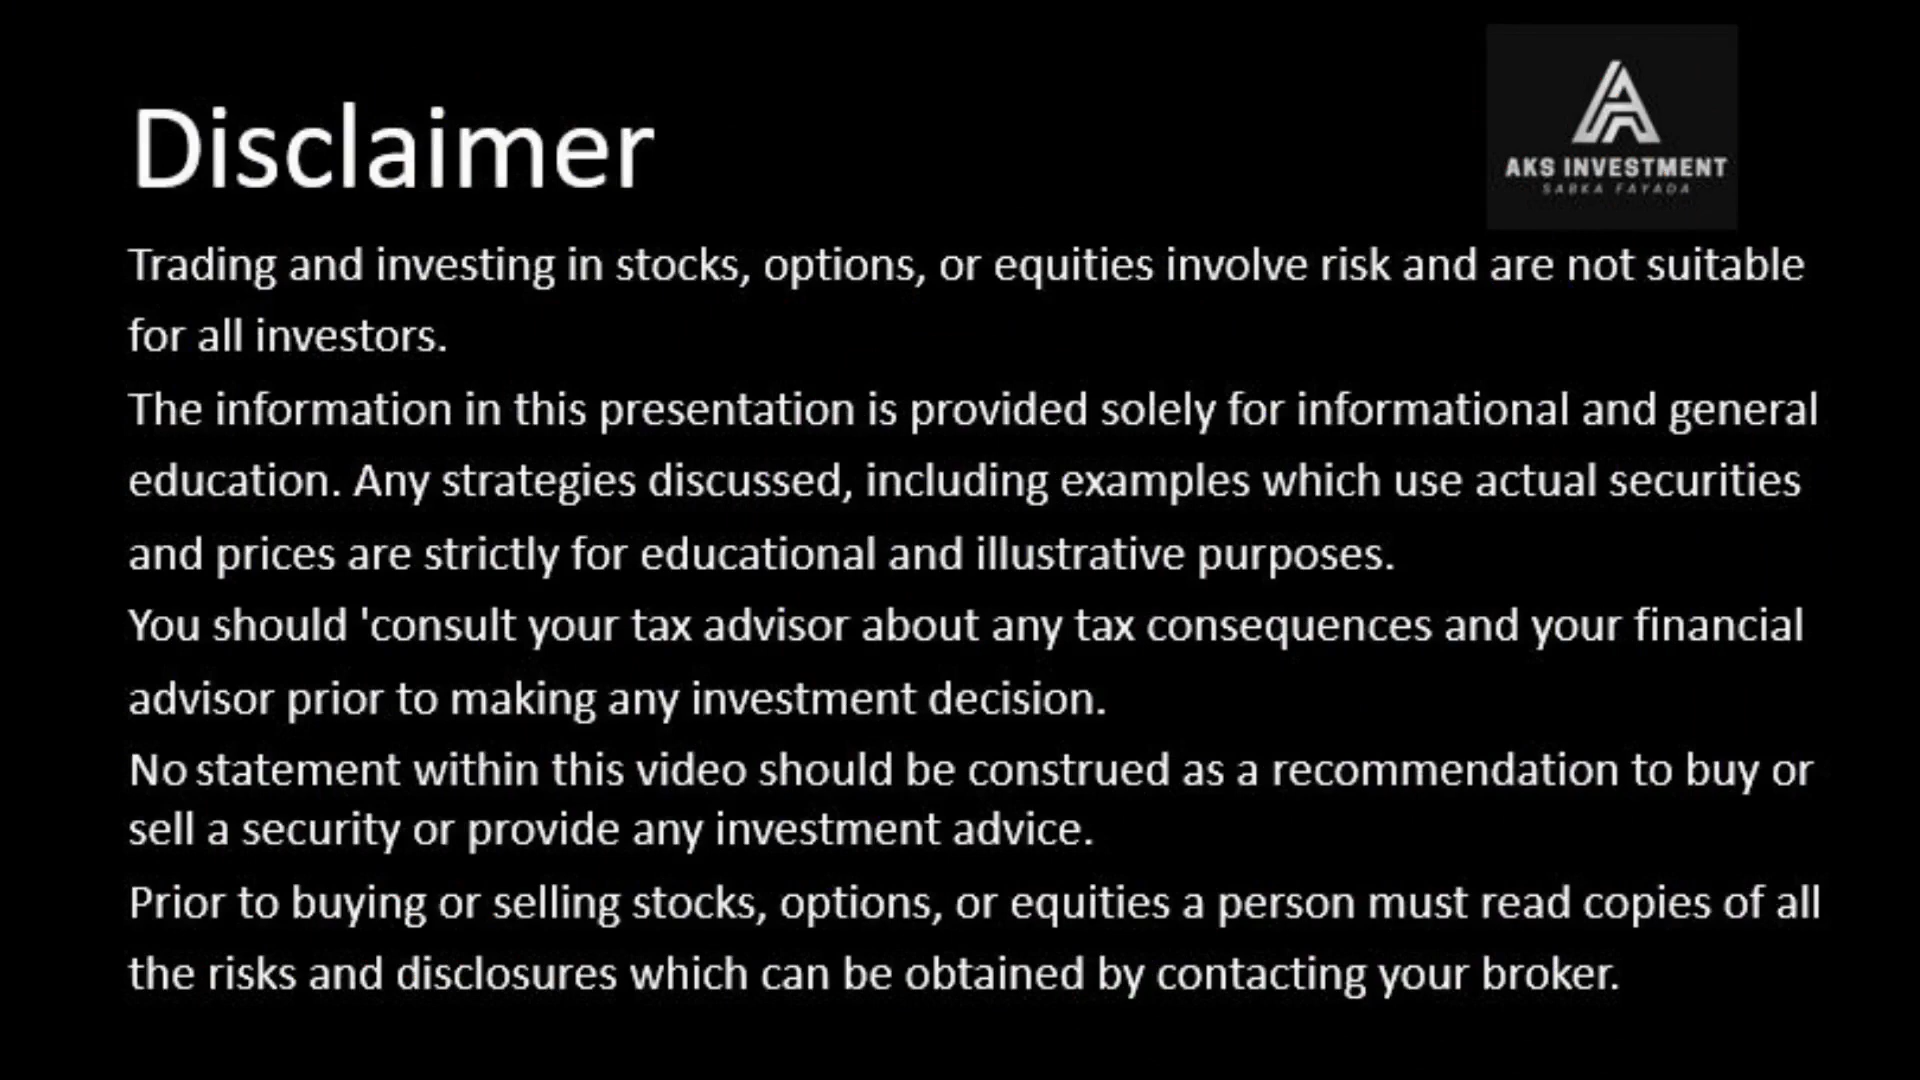 Disclaimer
AKS INVESTMENT
SABKA FAYADA
Trading and investing in stocks, options, or equities involve risk and are not suitable
for all investors.
The information in this presentation is provided solely for informational and general
education. Any strategies discussed, including examples which use actual securities
and prices are strictly for educational and illustrative purposes.
You should 'consult your tax advisor about any tax consequences and your financial
advisor prior to making any investment decision.
No statement within this video should be construed as a recommendation to buy or
sell a security or provide any investment advice.
Prior to buying or selling stocks, options, or equities a person must read copies of all
the risks and disclosures which can be obtained by contacting your broker.